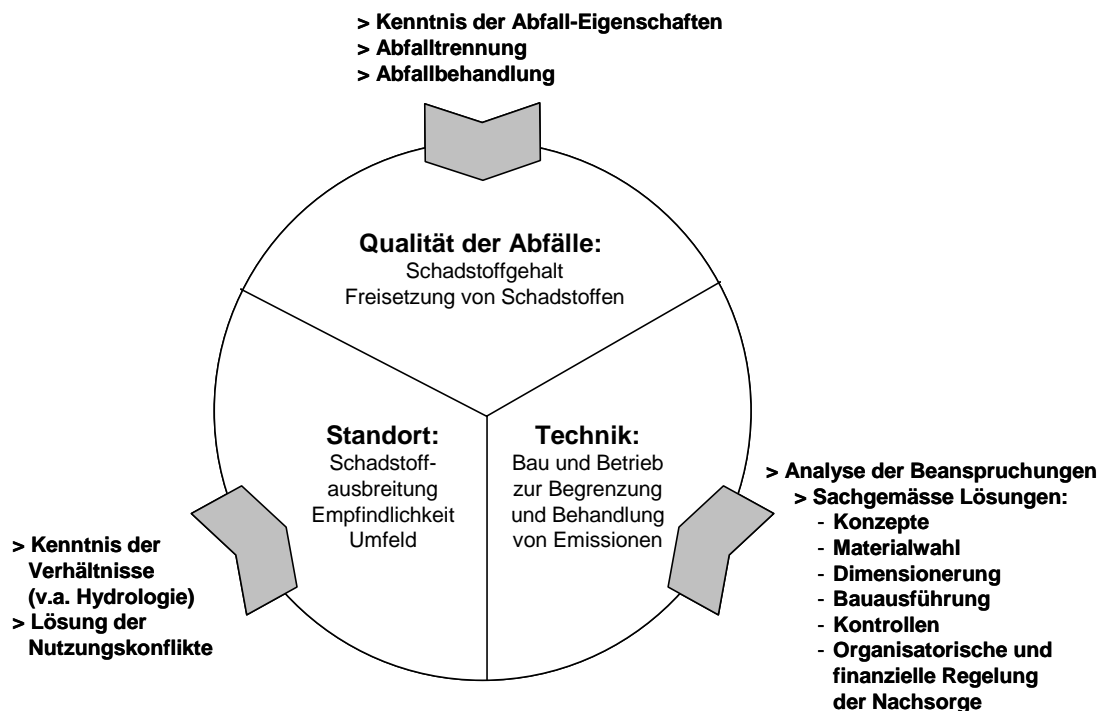 > Kenntnis der Abfall-Eigenschaften
> Abfalltrennung
> Abfallbehandlung
Qualität der Abfälle:
Schadstoffgehalt
Freisetzung von Schadstoffen
Standort:
Schadstoff-
ausbreitung
Empfindlichkeit
Umfeld
Technik:
Bau und Betrieb
zur Begrenzung
und Behandlung
von Emissionen
> Kenntnis der
Verhältnisse
(v.a. Hydrologie)
> Lösung der
Nutzungskonflikte
> Analyse der Beanspruchungen
> Sachgemässe Lösungen:
- Konzepte
- Materialwahl
- Dimensionerung
- Bauausführung
- Kontrollen
- Organisatorische und
finanzielle Regelung
der Nachsorge